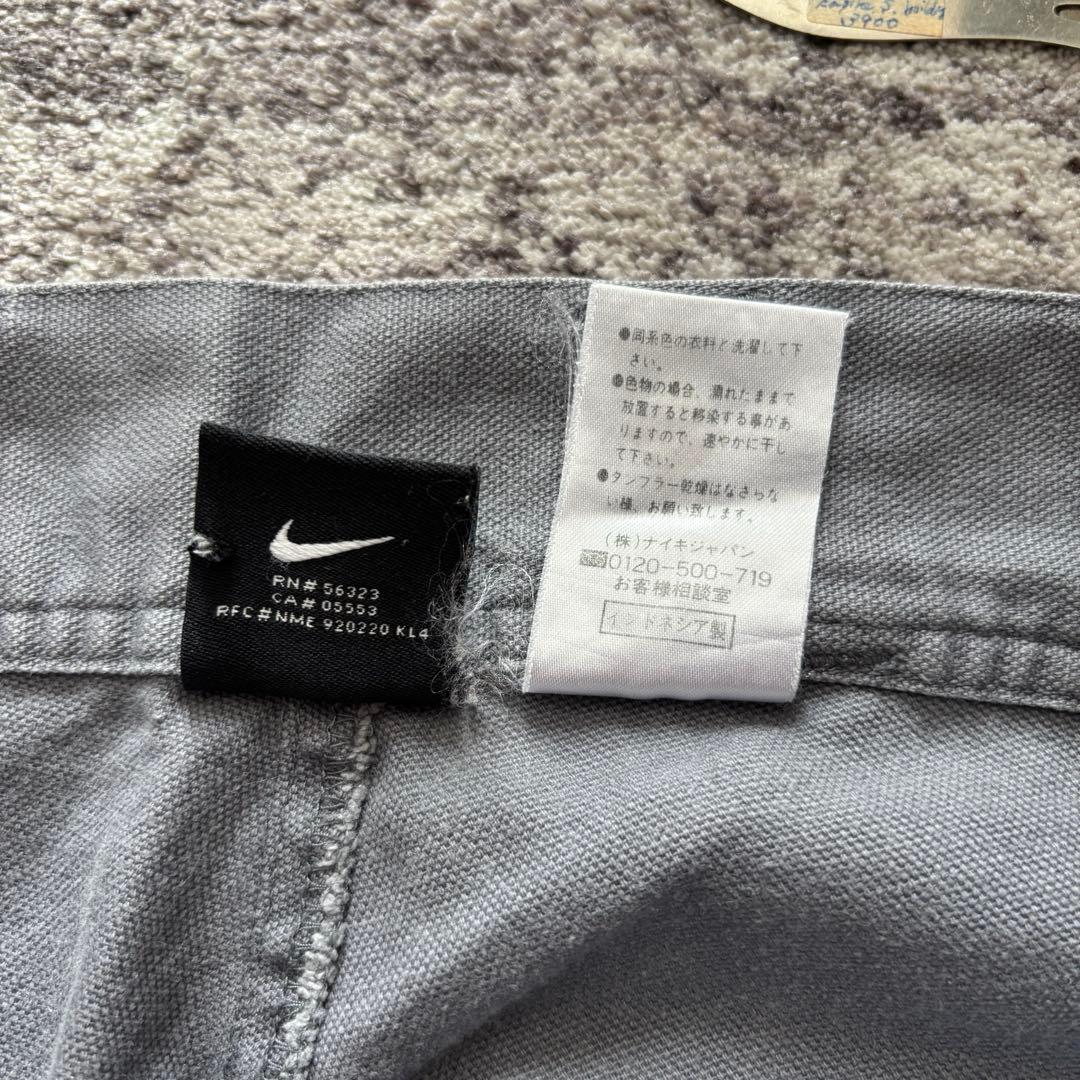 13900
RN# 56323
CA# 05553
RFC#NME 920220 KL4
●同系色の衣料と洗濯して下
さい。
●色物の場合、濡れたままで
放置すると移染する事があ
りますので、速やかに干し
て下さい。
●タンブラー乾燥はなさらな
い様、お願い致します。
(株)ナイキジャパン
0120-500-719
お客様相談室
インドネシア製